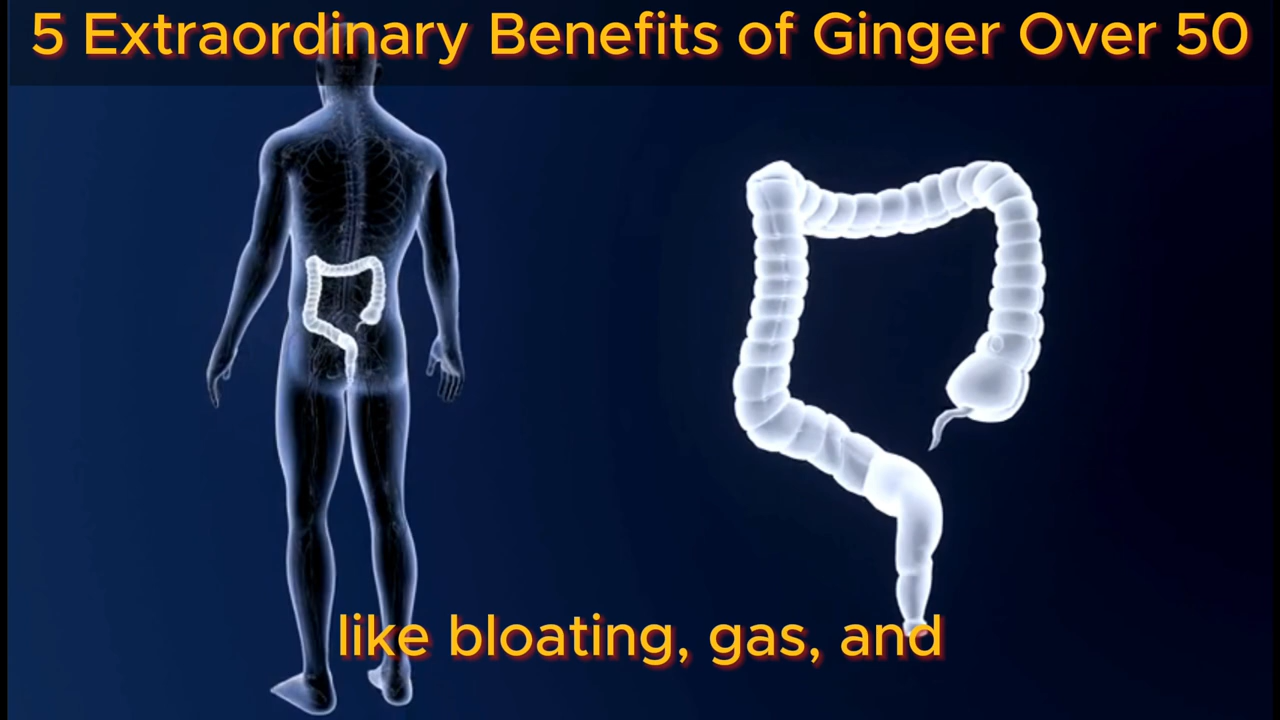 5 Extraordinary Benefits of Ginger Over 50
like bloating, gas, and